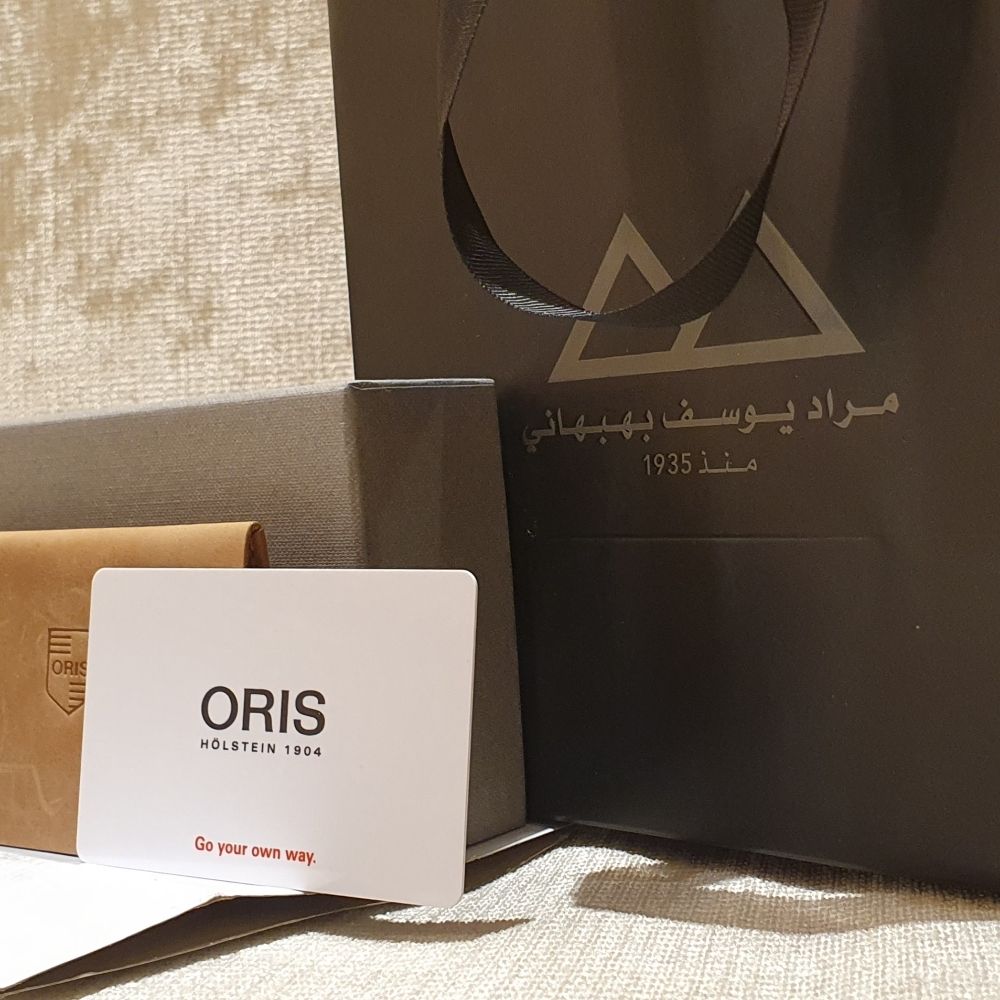 مراد يوسف بهبهاني
منذ 1935
ORIS
ORIS
HÖLSTEIN 1904
Go your own way.